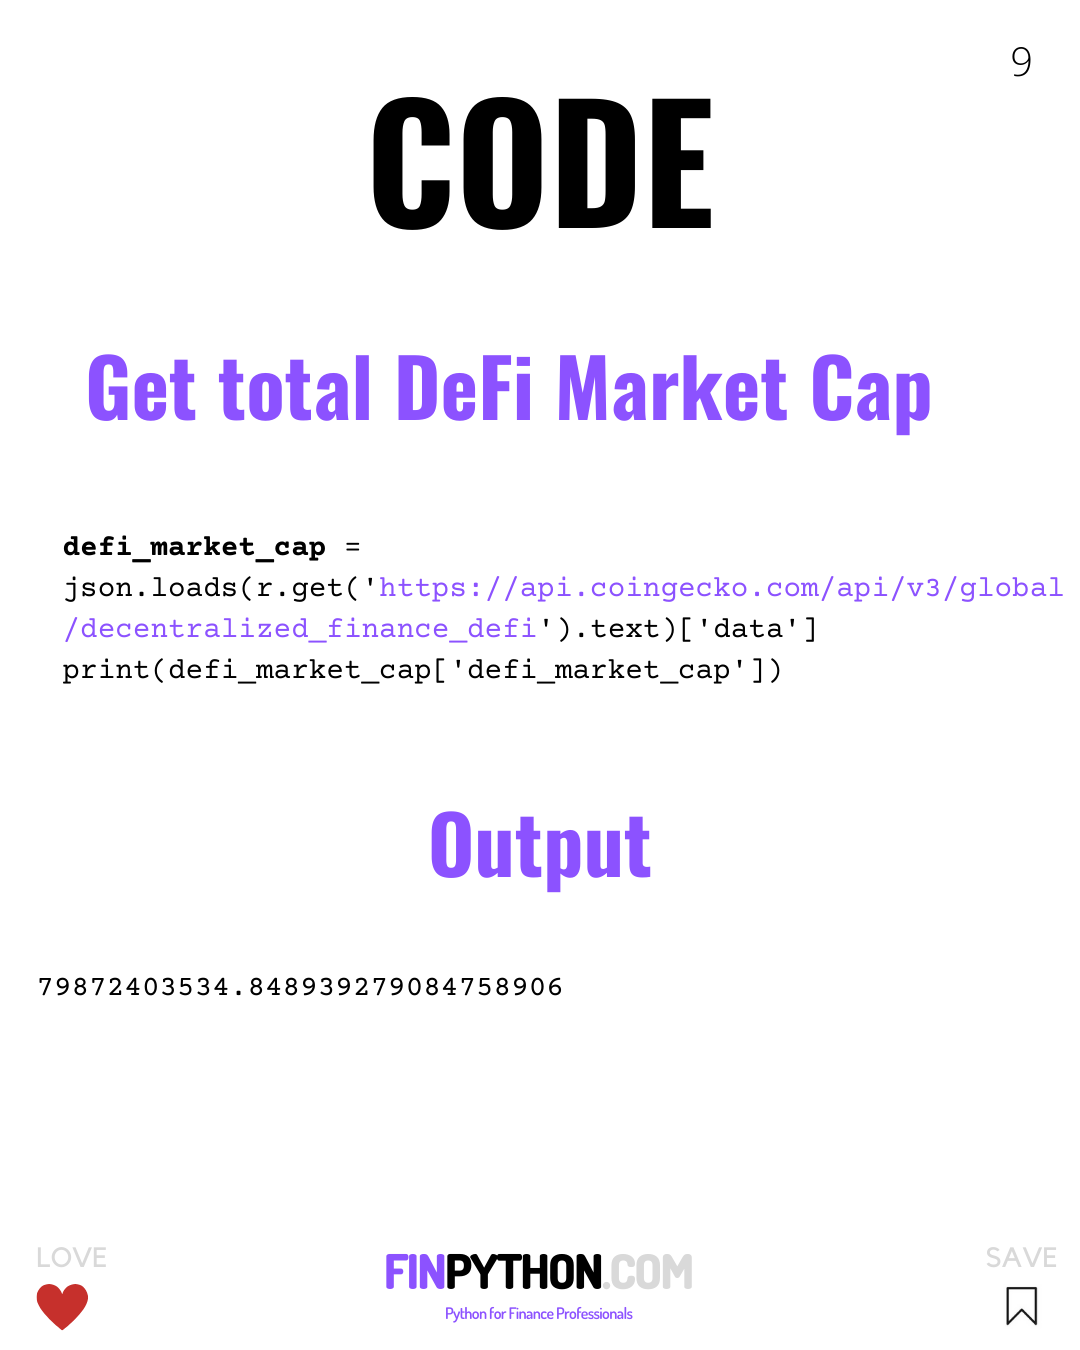 9
CODE
Get total DeFi Market Cap
defi_market_cap =
json.loads(r.get('https://api.coingecko.com/api/v3/global
/decentralized_finance_defi').text)['data']
print(defi_market_cap['defi_market_cap'])
Output
79872403534.848939279084758906
LOVE
FINPYTHON.COM
Python for Finance Professionals
SAVE